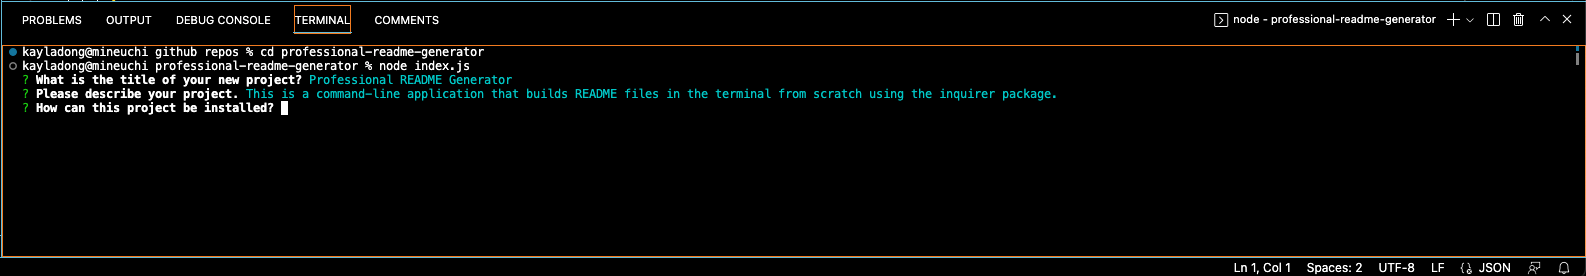 PROBLEMS OUTPUT DEBUG CONSOLE TERMINAL COMMENTS node - professional-readme-generator
kayladong@mineuchi github repos % cd professional-readme-generator
kayladong@mineuchi professional-readme-generator % node index.js
? What is the title of your new project? Professional README Generator
? Please describe your project. This is a command-line application that builds README files in the terminal from scratch using the inquirer package.
? How can this project be installed?
Ln 1, Col 1 Spaces: 2 UTF-8 LF {} JSON